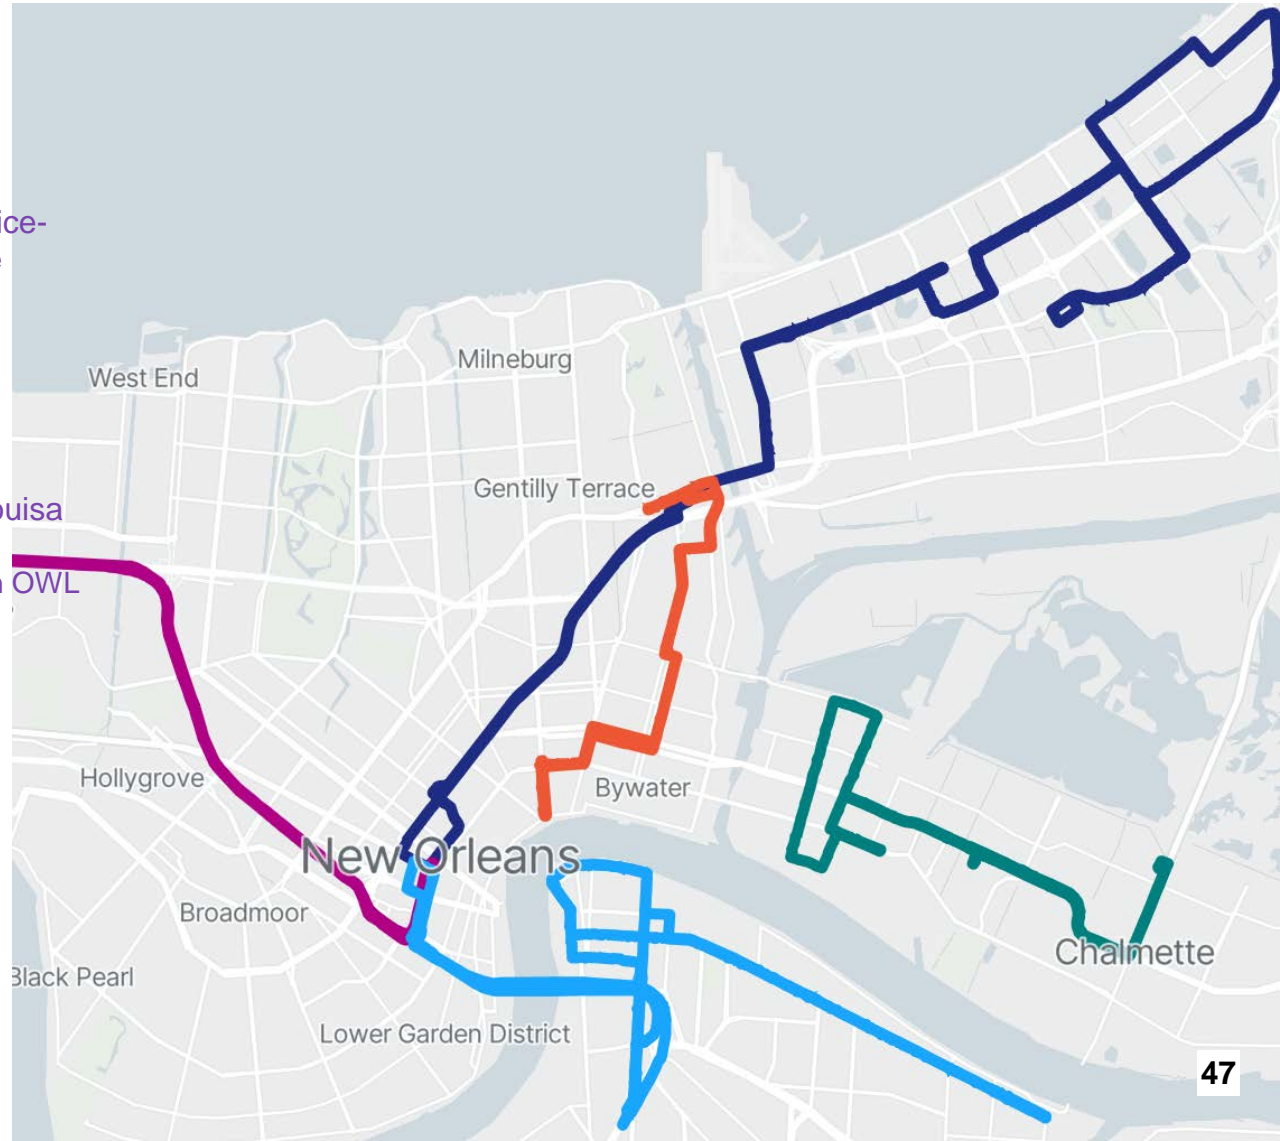 ice-
West End
Milneburg
Gentilly Terrace
ouisa
OWL
Hollygrove
Bywater
New Orleans
Broadmoor
Chalmette
Black Pearl
Lower Garden District
47